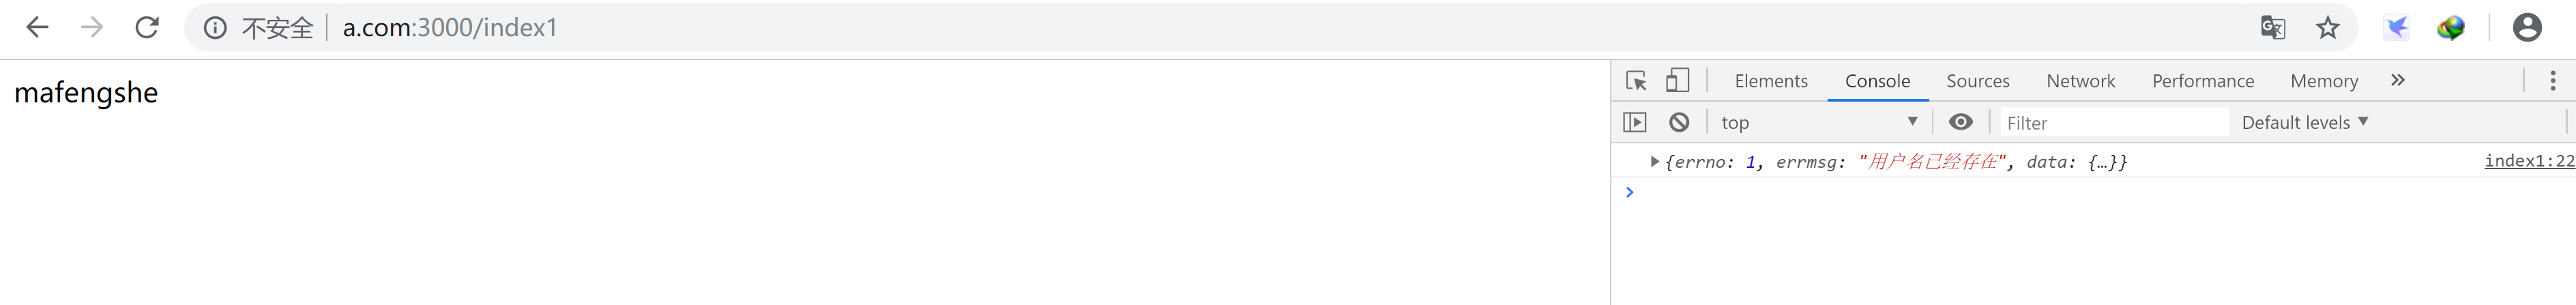 不安全 a.com:3000/index1
mafengshe
Elements Console Sources Network Performance Memory »
top Filter Default levels
{errno: 1, errmsg: "用户名已经存在", data: {…}} index1:22